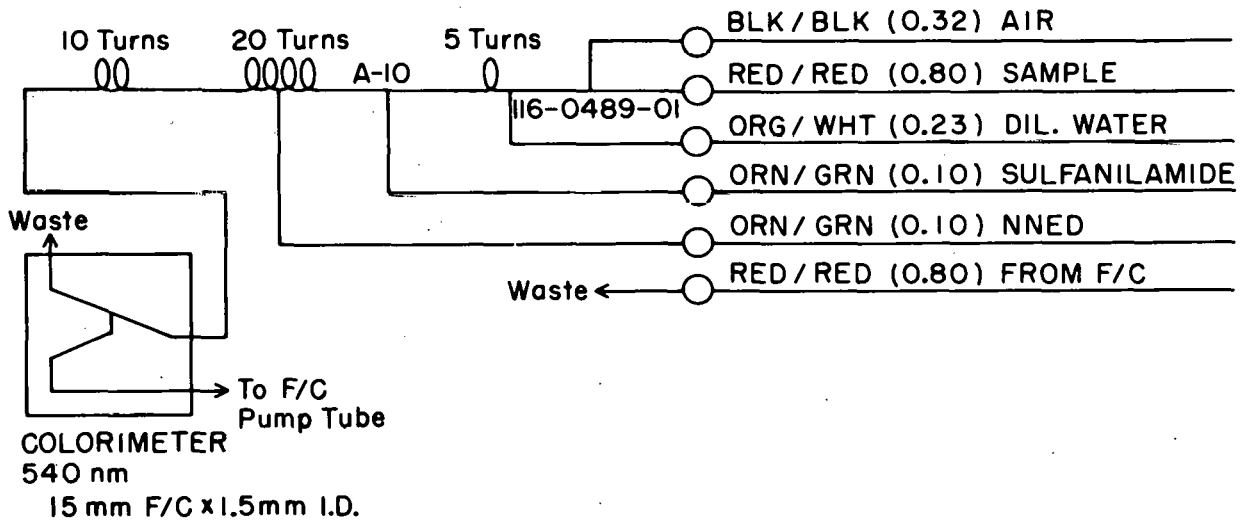 10 Turns
20 Turns
A-10
5 Turns
116-0489-01
BLK/BLK (0.32) AIR
RED/RED (0.80) SAMPLE
ORG/WHT (0.23) DIL. WATER
ORN/GRN (0.10) SULFANILAMIDE
ORN/GRN (0.10) NNED
RED/RED (0.80) FROM F/C
Waste
Waste
To F/C
Pump Tube
COLORIMETER
540 nm
15 mm F/C x 1.5mm I.D.